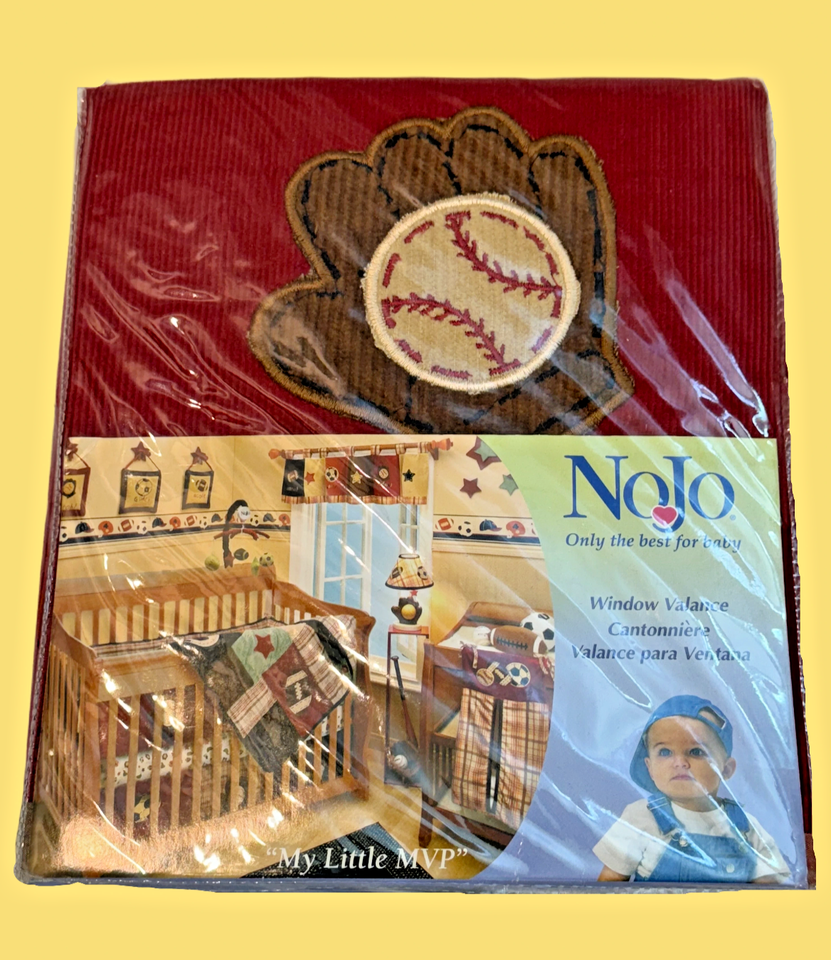 NoJo®
Only the best for baby
Window Valance
Cantonnière
Valance para Ventana
“My Little MVP”